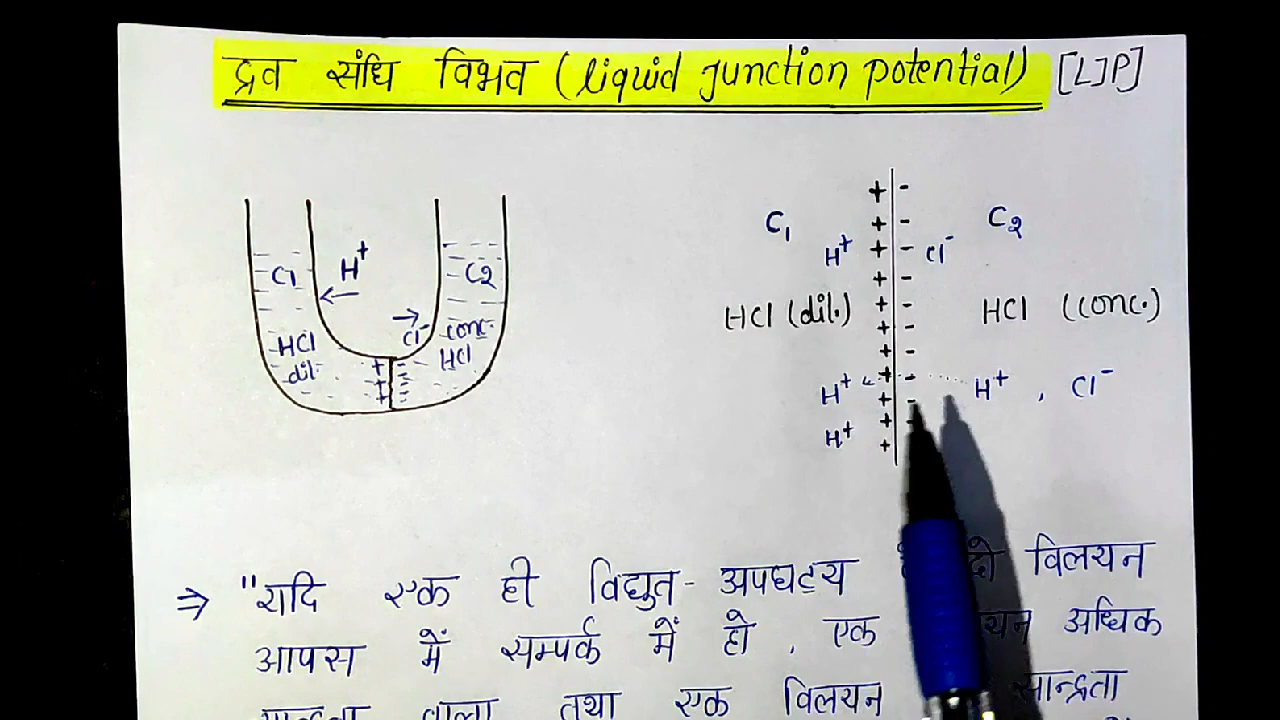 द्रव संधि विभव (liquid junction potential) [LJP]
C1 H+ C2
→ Cl- conc.
HCl HCl
dil.
C1 C2
H+ Cl-
HCl (dil.) HCl (conc.)
H+ H+ , Cl-
H+
⇒ "यदि एक ही विद्युत-अपघट्य दो विलयन
आपस में सम्पर्क में हो , एक अधिक
वाला तथा एक विलयन सान्द्रता